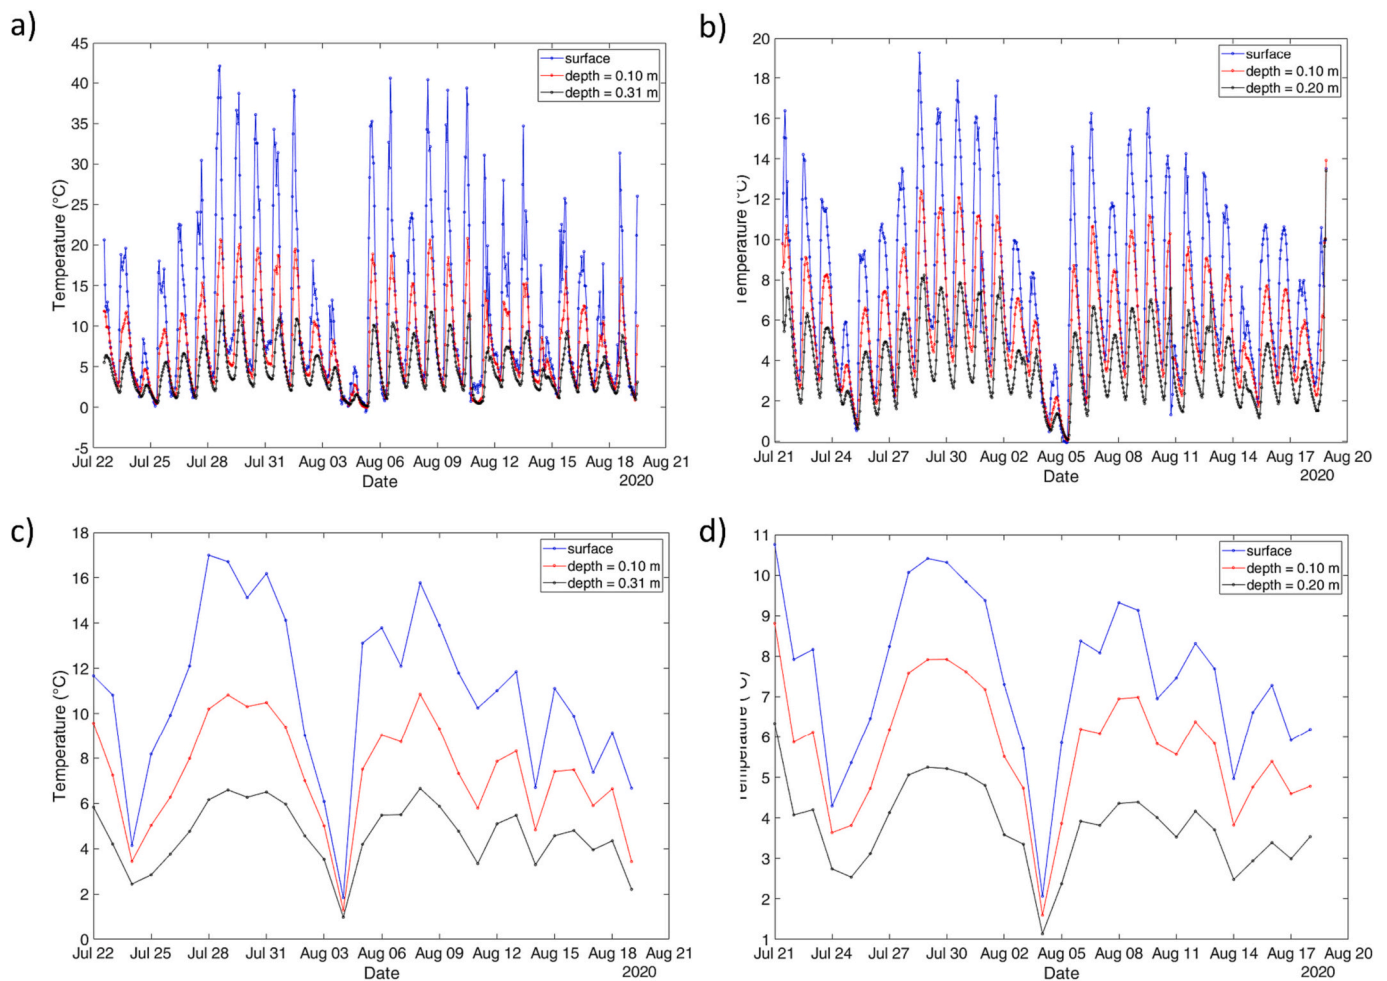 a)
45
40
35
30
25
20
15
10
5
0
-5
Temperature (°C)
surface
depth = 0.10 m
depth = 0.31 m
Jul 22 Jul 25 Jul 28 Jul 31 Aug 03 Aug 06 Aug 09 Aug 12 Aug 15 Aug 18 Aug 21
Date 2020
b)
20
18
16
14
12
10
8
6
4
2
0
Temperature (°C)
surface
depth = 0.10 m
depth = 0.20 m
Jul 21 Jul 24 Jul 27 Jul 30 Aug 02 Aug 05 Aug 08 Aug 11 Aug 14 Aug 17 Aug 20
Date 2020
c)
18
16
14
12
10
8
6
4
2
0
Temperature (°C)
surface
depth = 0.10 m
depth = 0.31 m
Jul 22 Jul 25 Jul 28 Jul 31 Aug 03 Aug 06 Aug 09 Aug 12 Aug 15 Aug 18 Aug 21
Date 2020
d)
11
10
9
8
7
6
5
4
3
2
1
Temperature (°C)
surface
depth = 0.10 m
depth = 0.20 m
Jul 21 Jul 24 Jul 27 Jul 30 Aug 02 Aug 05 Aug 08 Aug 11 Aug 14 Aug 17 Aug 20
Date 2020